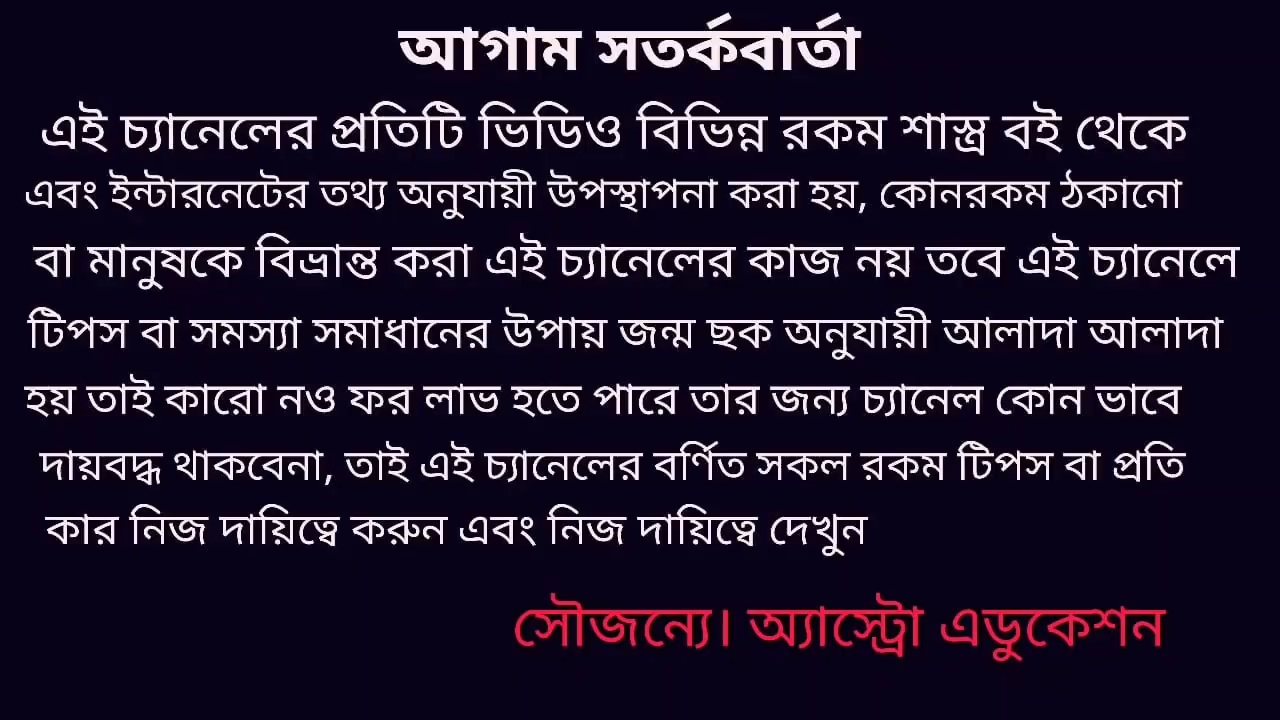 আগাম সতর্কবার্তা
এই চ্যানেলের প্রতিটি ভিডিও বিভিন্ন রকম শাস্ত্র বই থেকে
এবং ইন্টারনেটের তথ্য অনুযায়ী উপস্থাপনা করা হয়, কোনরকম ঠকানো
বা মানুষকে বিভ্রান্ত করা এই চ্যানেলের কাজ নয় তবে এই চ্যানেলে
টিপস বা সমস্যা সমাধানের উপায় জন্ম ছক অনুযায়ী আলাদা আলাদা
হয় তাই কারো নও ফর লাভ হতে পারে তার জন্য চ্যানেল কোন ভাবে
দায়বদ্ধ থাকবেনা, তাই এই চ্যানেলের বর্ণিত সকল রকম টিপস বা প্রতি
কার নিজ দায়িত্বে করুন এবং নিজ দায়িত্বে দেখুন
সৌজন্যে। অ্যাস্ট্রো এডুকেশন